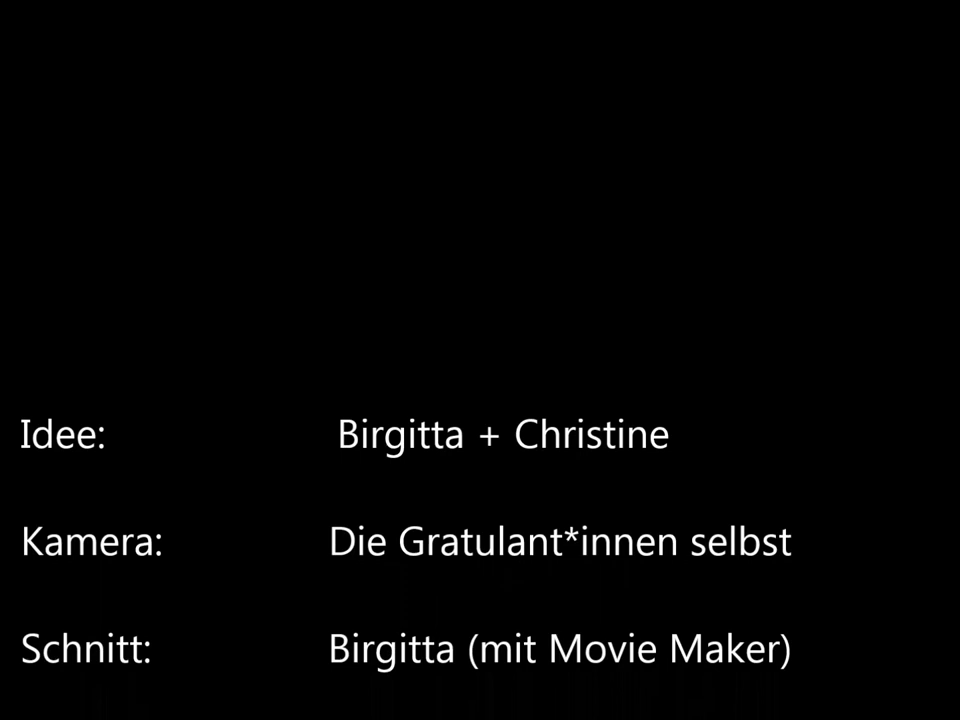 Idee: Birgitta + Christine
Kamera: Die Gratulant*innen selbst
Schnitt: Birgitta (mit Movie Maker)